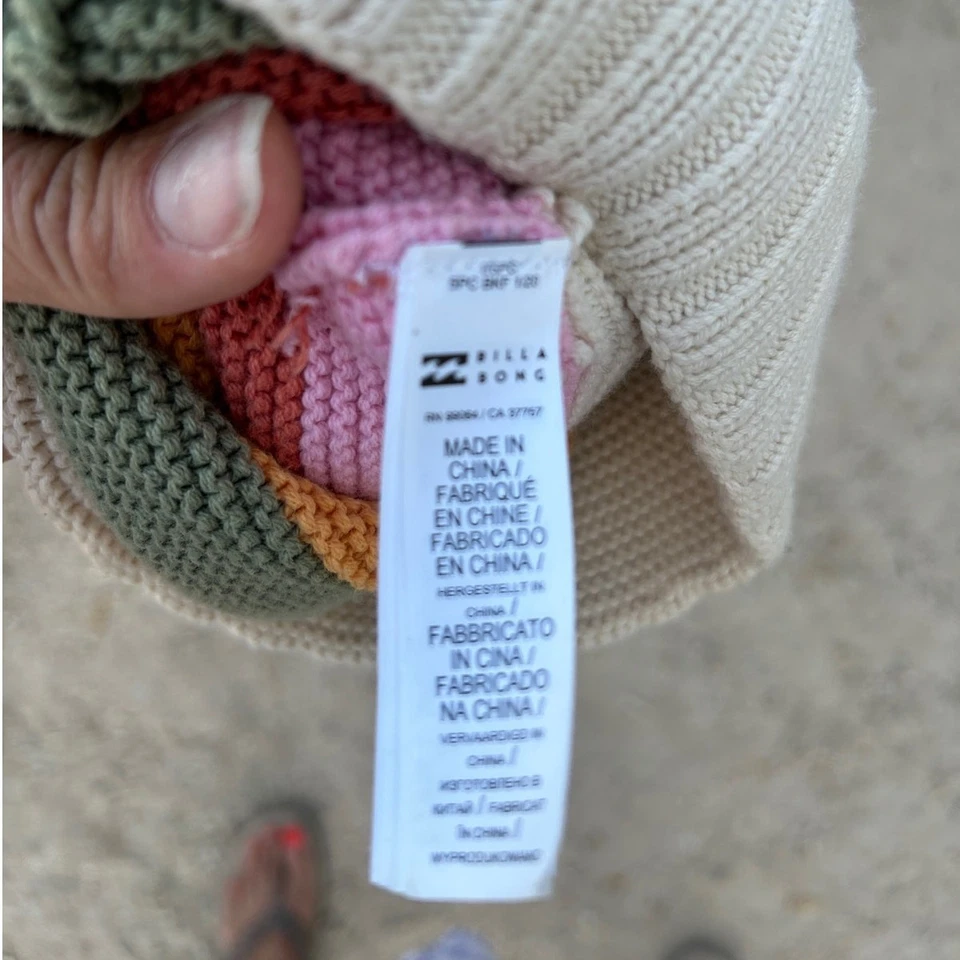 BILLA
BONG
RN 88084 / CA 37757
MADE IN
CHINA /
FABRIQUÉ
EN CHINE /
FABRICADO
EN CHINA /
HERGESTELLT IN
CHINA /
FABBRICATO
IN CINA /
FABRICADO
NA CHINA /
VERVAARDIGD IN
CHINA /
ИЗГОТОВЛЕНО В
КИТАЙ / FABRICAT
ÎN CHINA /
WYPRODUKOWANO